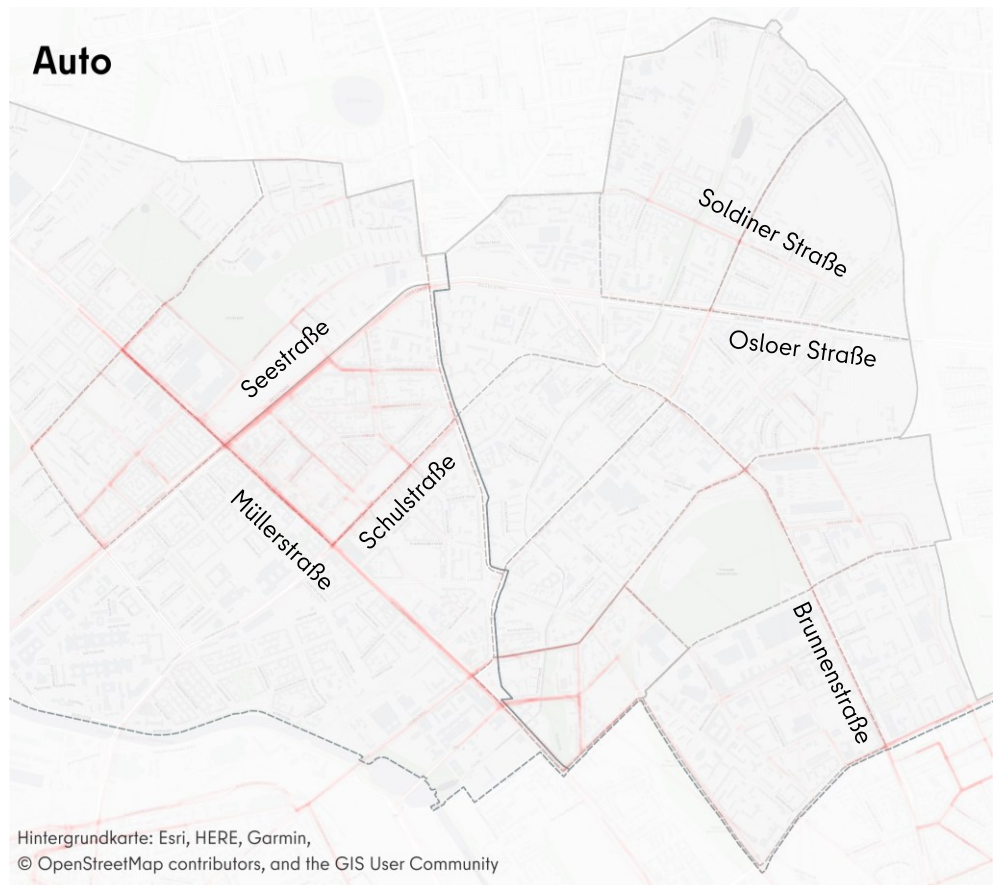 Auto
Soldiner Straße
Osloer Straße
Seestraße
Schulstraße
Müllerstraße
Brunnenstraße
Hintergrundkarte: Esri, HERE, Garmin,
© OpenStreetMap contributors, and the GIS User Community